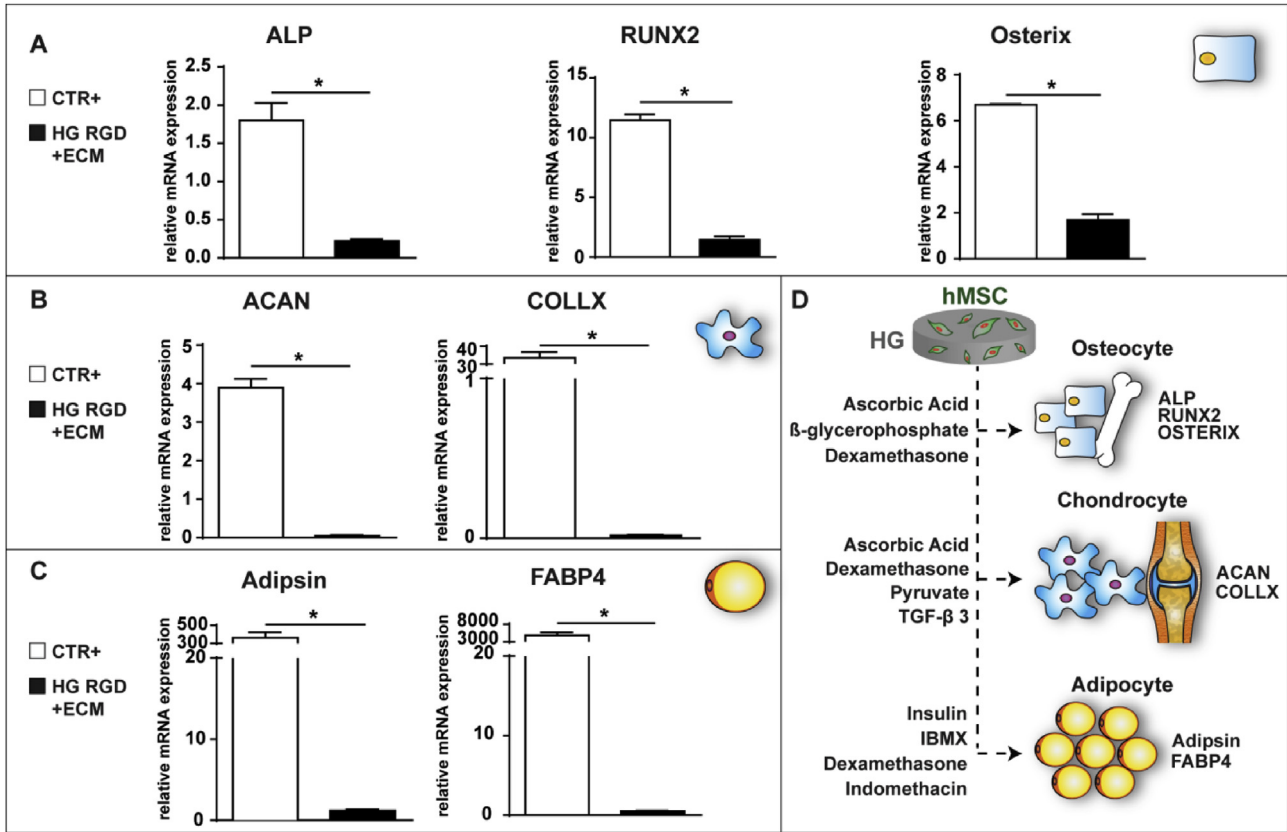 A
ALP
RUNX2
Osterix
CTR+
HG RGD
+ECM
relative mRNA expression
2.5
2.0
1.5
1.0
0.5
0.0
*
relative mRNA expression
15
10
5
0
*
relative mRNA expression
8
6
4
2
0
*
B
ACAN
COLLX
CTR+
HG RGD
+ECM
relative mRNA expression
5
4
3
2
1
0
*
relative mRNA expression
40
30
1
0
*
C
Adipsin
FABP4
CTR+
HG RGD
+ECM
relative mRNA expression
500
300
20
10
0
*
relative mRNA expression
8000
3000
20
10
0
*
D
hMSC
HG
Osteocyte
Ascorbic Acid
ß-glycerophosphate
Dexamethasone
ALP
RUNX2
OSTERIX
Chondrocyte
Ascorbic Acid
Dexamethasone
Pyruvate
TGF-β 3
ACAN
COLLX
Adipocyte
Insulin
IBMX
Dexamethasone
Indomethacin
Adipsin
FABP4